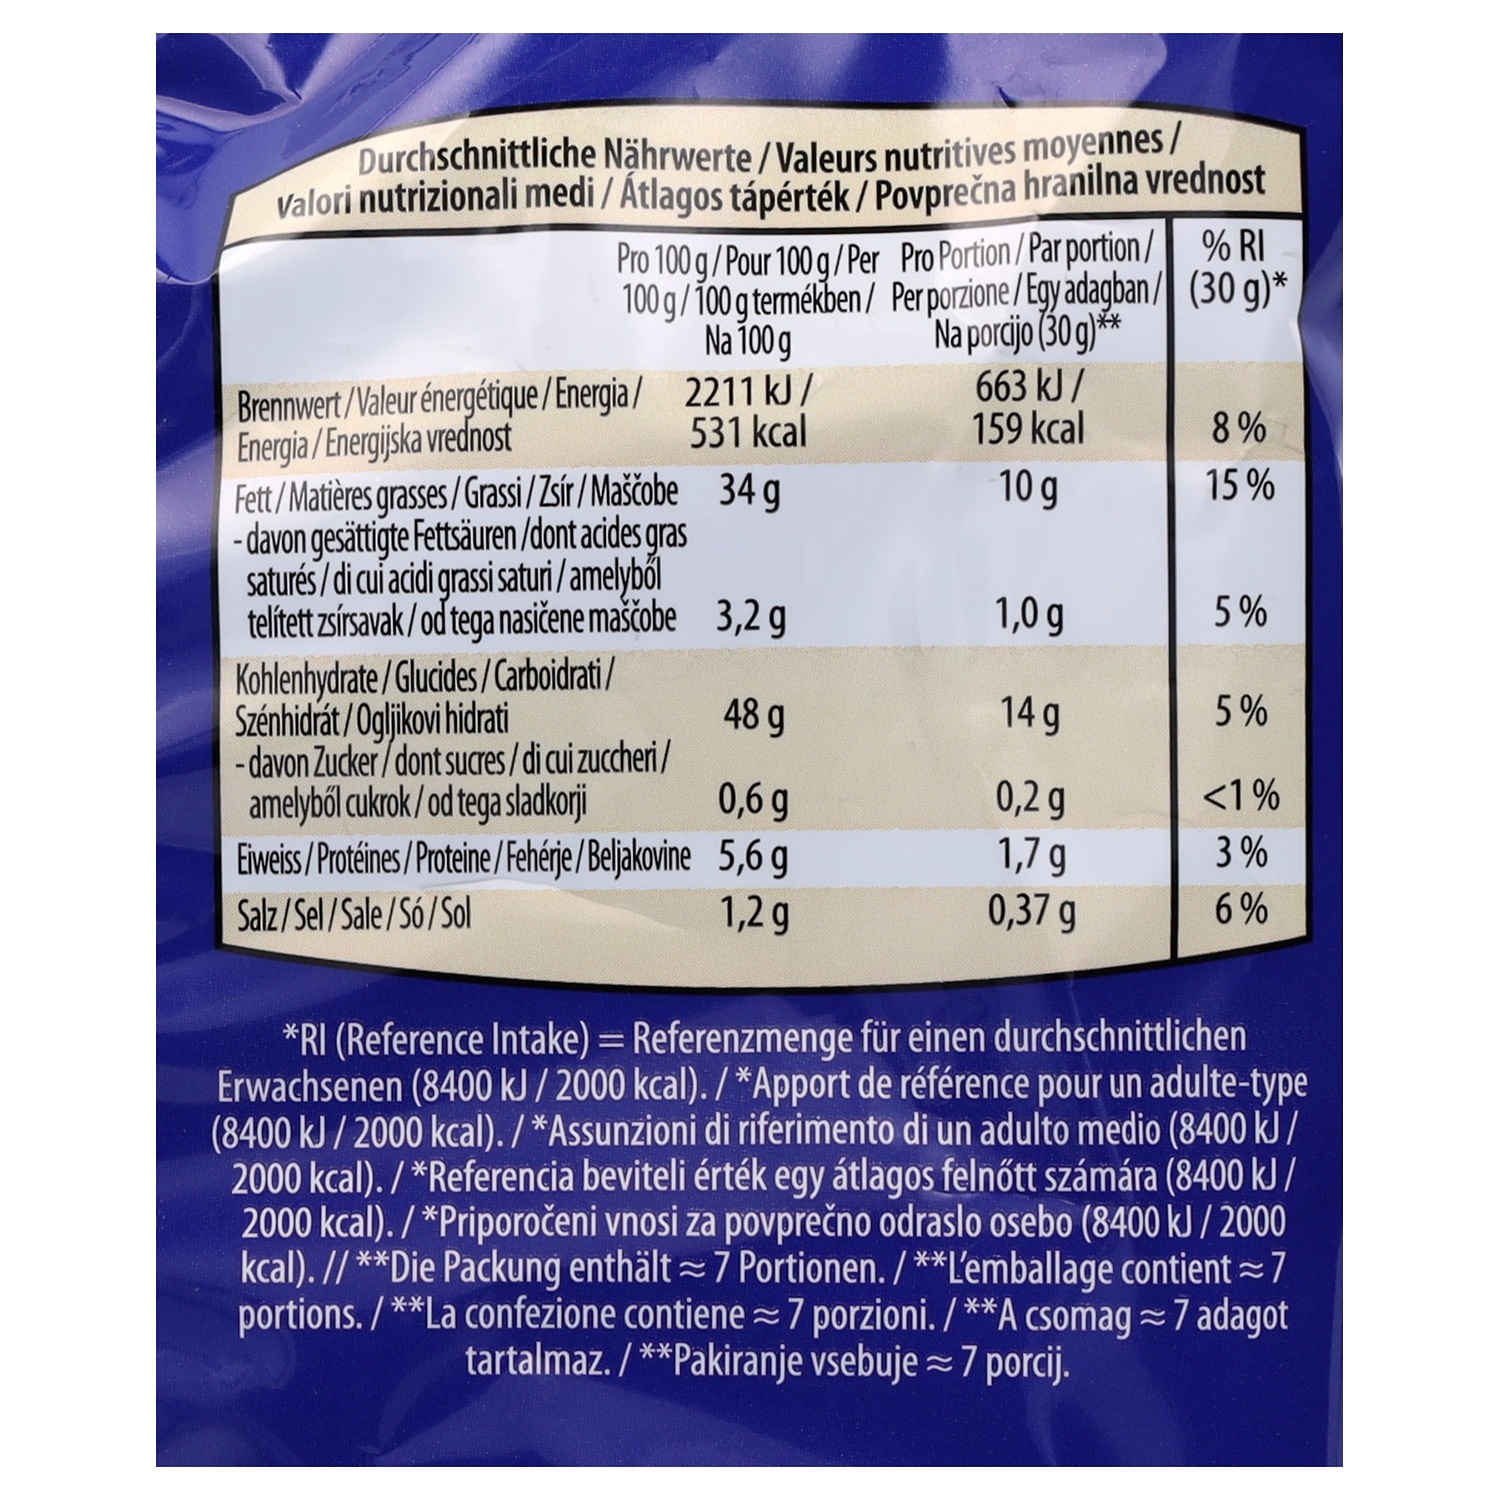 Durchschnittliche Nährwerte / Valeurs nutritives moyennes /
Valori nutrizionali medi / Átlagos tápérték / Povprečna hranilna vrednost
Pro 100 g / Pour 100 g / Per Pro Portion / Par portion / % RI
100 g / 100 g termékben / Per porzione / Egy adagban / (30 g)*
Na 100 g Na porcijo (30 g)**
Brennwert / Valeur énergétique / Energia / 2211 kJ / 663 kJ /
Energia / Energijska vrednost 531 kcal 159 kcal 8 %
Fett / Matières grasses / Grassi / Zsír / Maščobe 34 g 10 g 15 %
- davon gesättigte Fettsäuren /dont acides gras
saturés / di cui acidi grassi saturi / amelyből
telített zsírsavak / od tega nasičene maščobe 3,2 g 1,0 g 5 %
Kohlenhydrate / Glucides / Carboidrati /
Szénhidrát / Ogljikovi hidrati 48 g 14 g 5 %
- davon Zucker / dont sucres / di cui zuccheri /
amelyből cukrok / od tega sladkorji 0,6 g 0,2 g <1 %
Eiweiss / Protéines / Proteine / Fehérje / Beljakovine 5,6 g 1,7 g 3 %
Salz / Sel / Sale / Só / Sol 1,2 g 0,37 g 6 %
*RI (Reference Intake) = Referenzmenge für einen durchschnittlichen
Erwachsenen (8400 kJ / 2000 kcal). / *Apport de référence pour un adulte-type
(8400 kJ / 2000 kcal). / *Assunzioni di riferimento di un adulto medio (8400 kJ /
2000 kcal). / *Referencia beviteli érték egy átlagos felnőtt számára (8400 kJ /
2000 kcal). / *Priporočeni vnosi za povprečno odraslo osebo (8400 kJ / 2000
kcal). // **Die Packung enthält ≈ 7 Portionen. / **L'emballage contient ≈ 7
portions. / **La confezione contiene ≈ 7 porzioni. / **A csomag ≈ 7 adagot
tartalmaz. / **Pakiranje vsebuje ≈ 7 porcij.